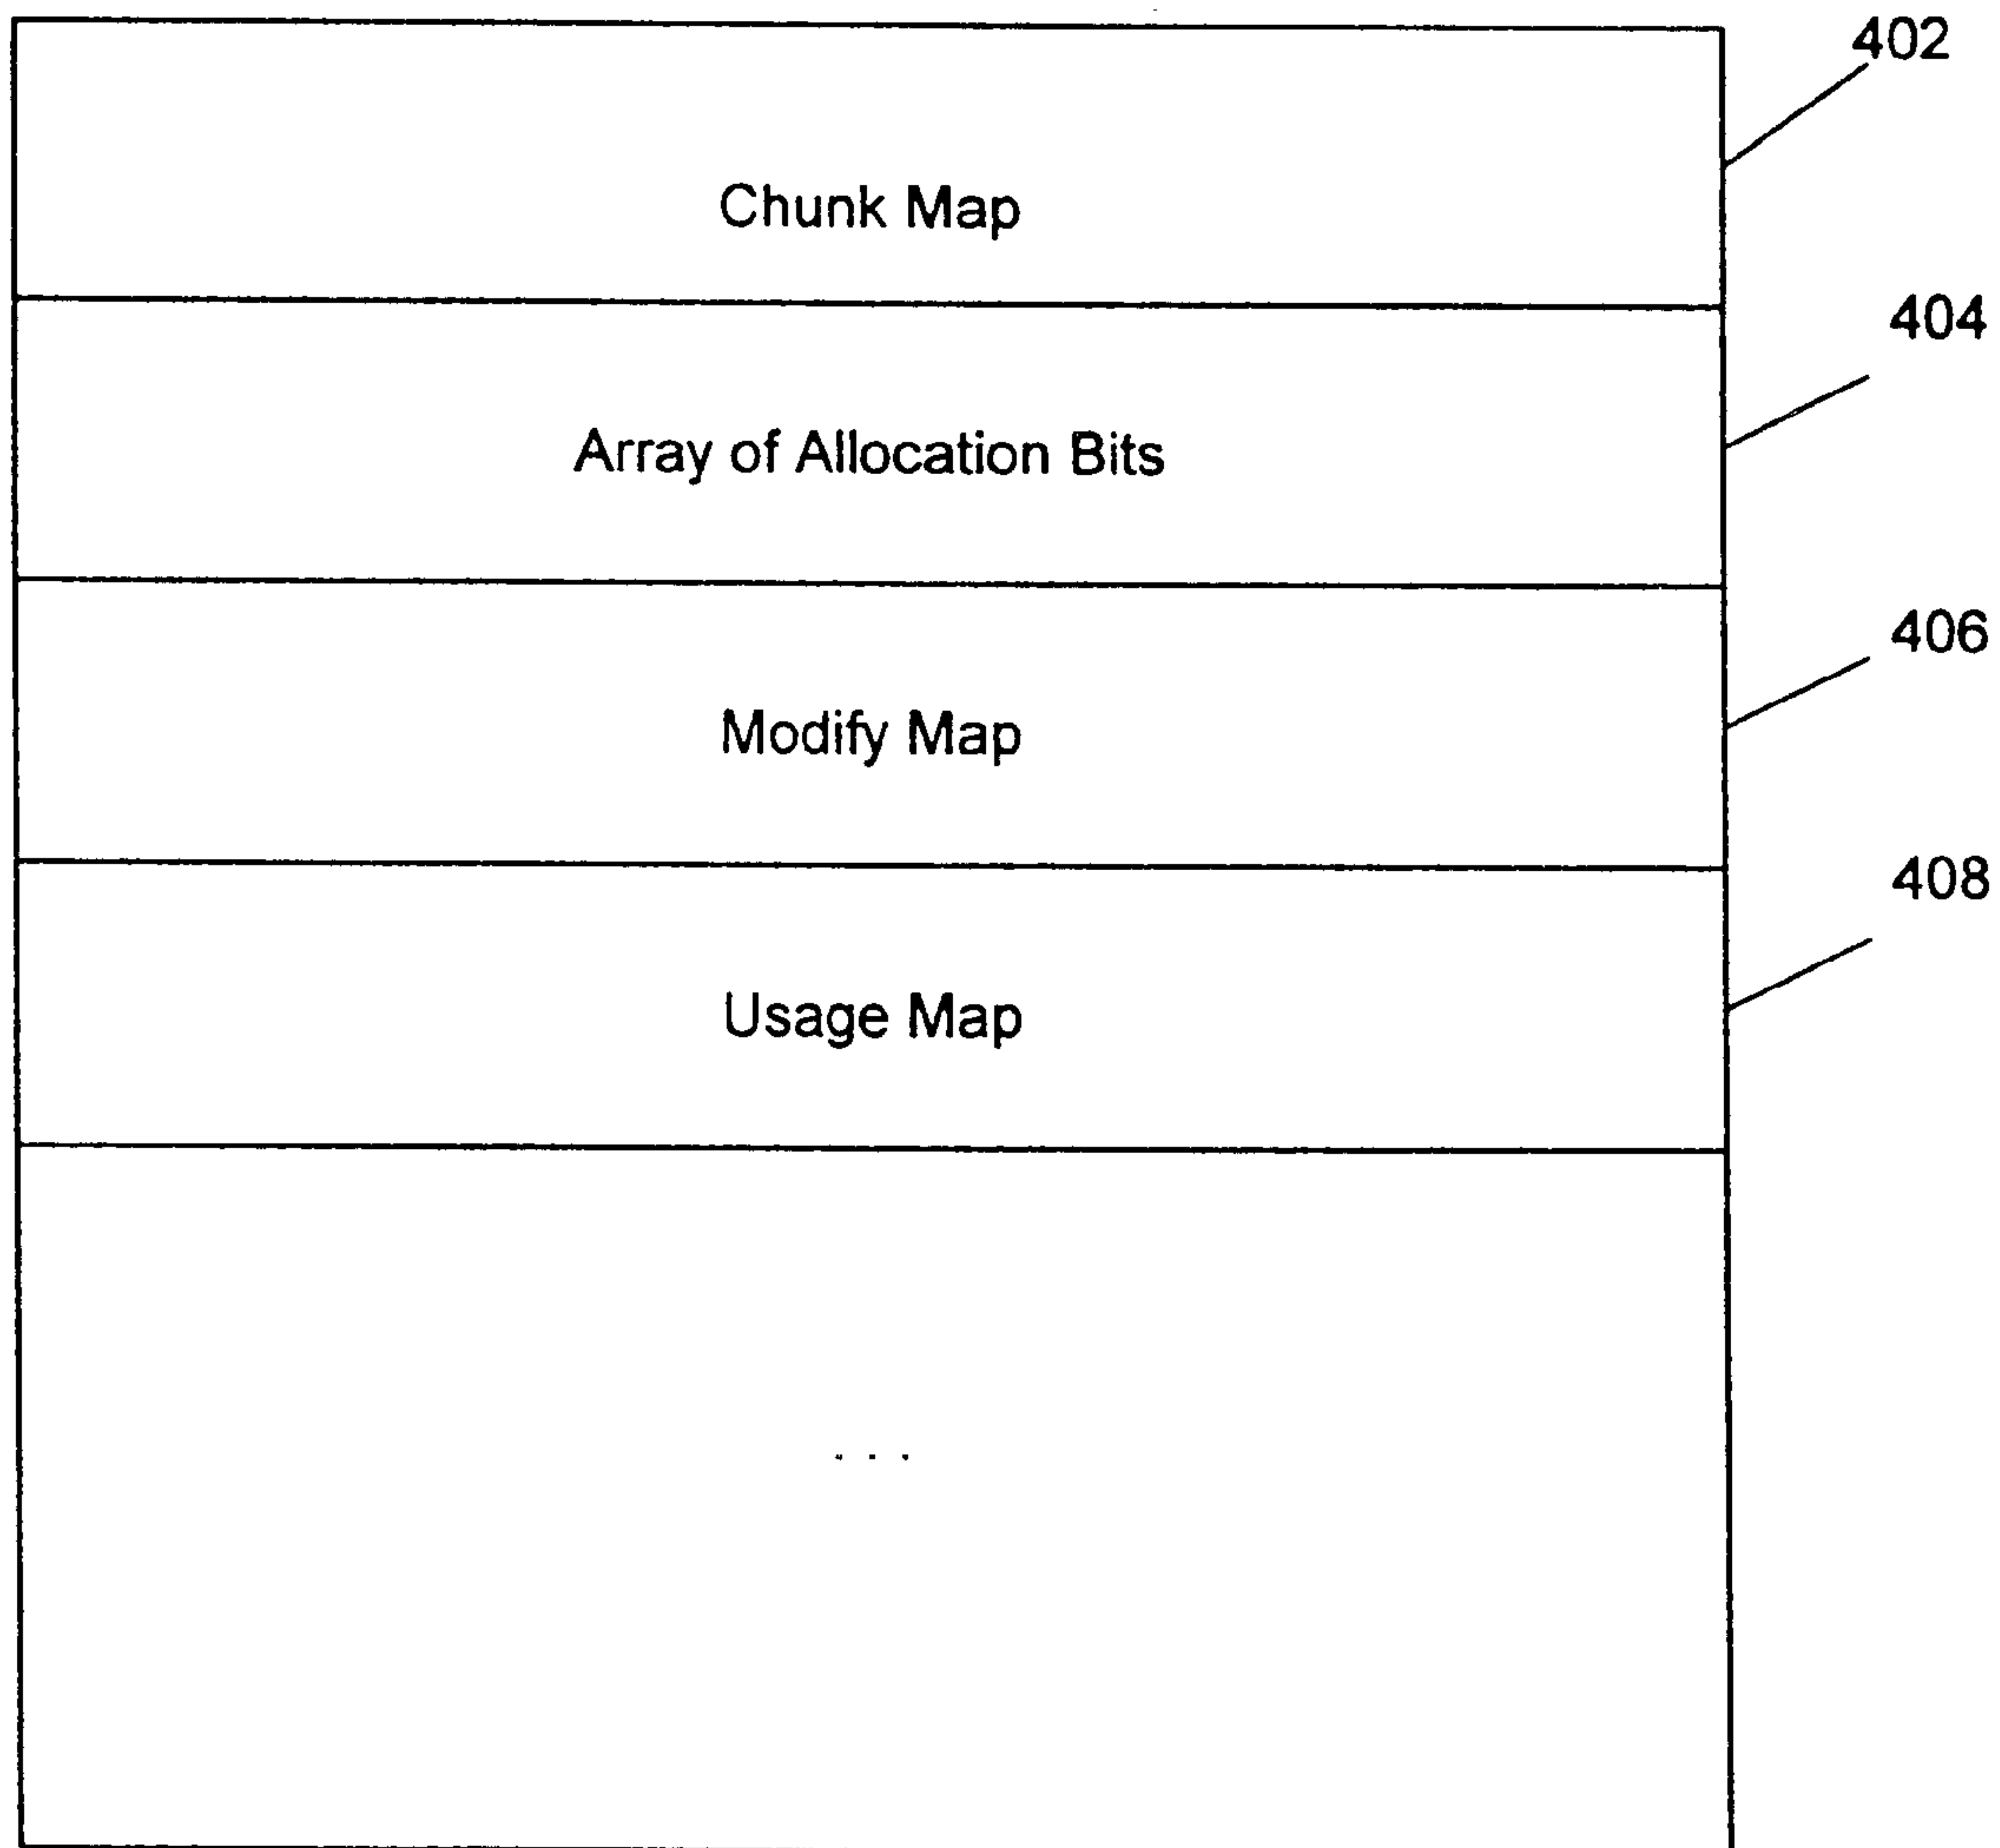 402
Chunk Map
404
Array of Allocation Bits
406
Modify Map
408
Usage Map
. . .